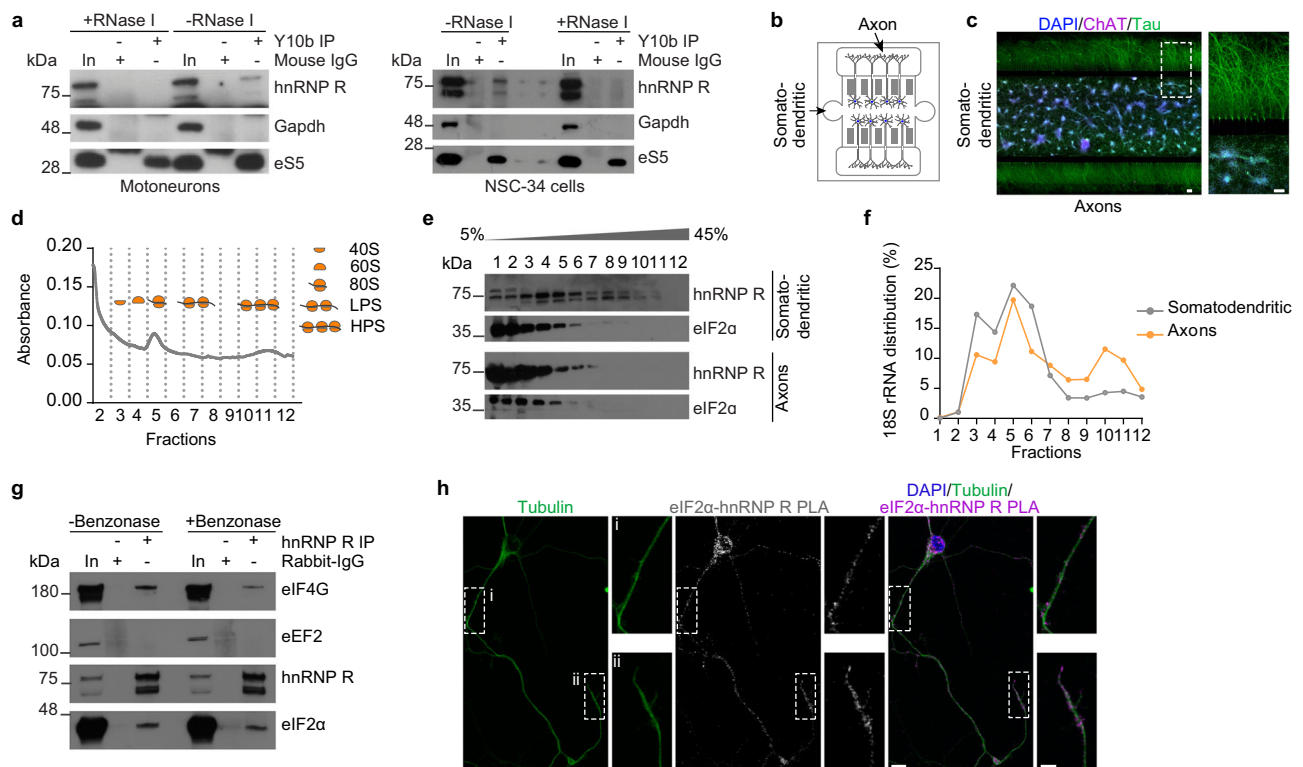 a
+RNase I -RNase I
- + - + Y10b IP
kDa In + - In + - Mouse IgG
75 hnRNP R
48 Gapdh
28 eS5
Motoneurons
-RNase I +RNase I
- + - + Y10b IP
kDa In + - In + - Mouse IgG
75 hnRNP R
48 Gapdh
28
28 eS5
NSC-34 cells
b
Axon
Somato-
dendritic
c
DAPI/ChAT/Tau
Somato-
dendritic
Axons
d
Absorbance
0.20
0.15
0.10
0.05
0.00
2 3 4 5 6 7 8 9 10 11 12
Fractions
40S
60S
80S
LPS
HPS
e
5% 45%
kDa 1 2 3 4 5 6 7 8 9 10 11 12
75 hnRNP R
35 eIF2α
Somato-
dendritic
75 hnRNP R
35 eIF2α
Axons
f
18S rRNA distribution (%)
25
20
15
10
5
0
1 2 3 4 5 6 7 8 9 10 11 12
Fractions
Somatodendritic
Axons
g
-Benzonase +Benzonase
- + - + hnRNP R IP
kDa In + - In + - Rabbit-IgG
180 eIF4G
100 eEF2
75 hnRNP R
48 eIF2α
h
Tubulin
eIF2α-hnRNP R PLA
DAPI/Tubulin/
eIF2α-hnRNP R PLA
i
i
ii
ii